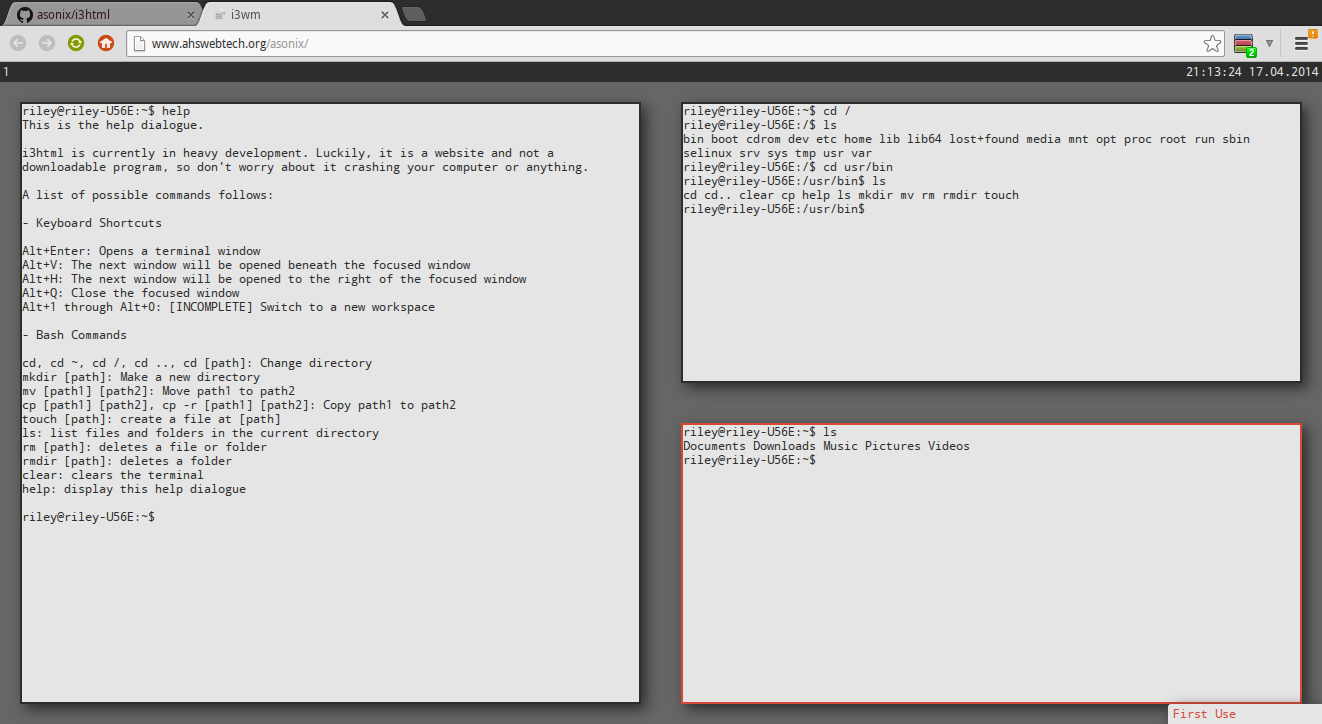 asonix/i3html
i3wm
www.ahswebtech.org/asonix/
2
1
21:13:24 17.04.2014
riley@riley-U56E:~$ help
This is the help dialogue.
i3html is currently in heavy development. Luckily, it is a website and not a
downloadable program, so don't worry about it crashing your computer or anything.
A list of possible commands follows:
- Keyboard Shortcuts
Alt+Enter: Opens a terminal window
Alt+V: The next window will be opened beneath the focused window
Alt+H: The next window will be opened to the right of the focused window
Alt+Q: Close the focused window
Alt+1 through Alt+0: [INCOMPLETE] Switch to a new workspace
- Bash Commands
cd, cd ~, cd /, cd .., cd [path]: Change directory
mkdir [path]: Make a new directory
mv [path1] [path2]: Move path1 to path2
cp [path1] [path2], cp -r [path1] [path2]: Copy path1 to path2
touch [path]: create a file at [path]
ls: list files and folders in the current directory
rm [path]: deletes a file or folder
rmdir [path]: deletes a folder
clear: clears the terminal
help: display this help dialogue
riley@riley-U56E:~$
riley@riley-U56E:~$ cd /
riley@riley-U56E:/$ ls
bin boot cdrom dev etc home lib lib64 lost+found media mnt opt proc root run sbin
selinux srv sys tmp usr var
riley@riley-U56E:/$ cd usr/bin
riley@riley-U56E:/usr/bin$ ls
cd cd.. clear cp help ls mkdir mv rm rmdir touch
riley@riley-U56E:/usr/bin$
riley@riley-U56E:~$ ls
Documents Downloads Music Pictures Videos
riley@riley-U56E:~$
First Use